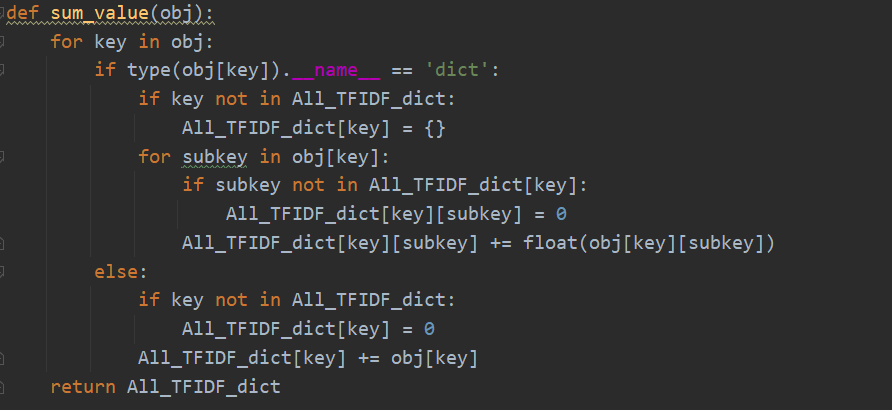 def sum_value(obj):
    for key in obj:
        if type(obj[key]).__name__ == 'dict':
            if key not in All_TFIDF_dict:
                All_TFIDF_dict[key] = {}
            for subkey in obj[key]:
                if subkey not in All_TFIDF_dict[key]:
                    All_TFIDF_dict[key][subkey] = 0
                All_TFIDF_dict[key][subkey] += float(obj[key][subkey])
        else:
            if key not in All_TFIDF_dict:
                All_TFIDF_dict[key] = 0
            All_TFIDF_dict[key] += obj[key]
    return All_TFIDF_dict